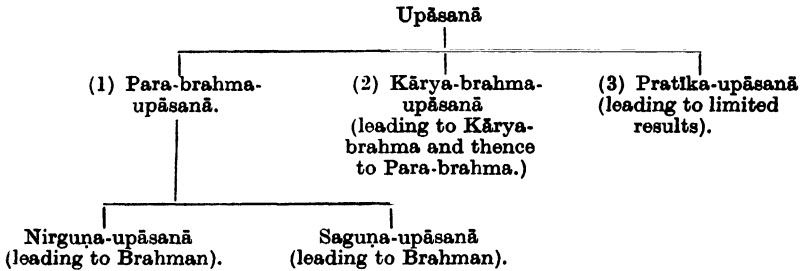 Upāsanā
(1) Para-brahma-
upāsanā.
(2) Kārya-brahma-
upāsanā
(leading to Kārya-
brahma and thence
to Para-brahma.)
(3) Pratīka-upāsanā
(leading to limited
results).
Nirguṇa-upāsanā
(leading to Brahman).
Saguṇa-upāsanā
(leading to Brahman).